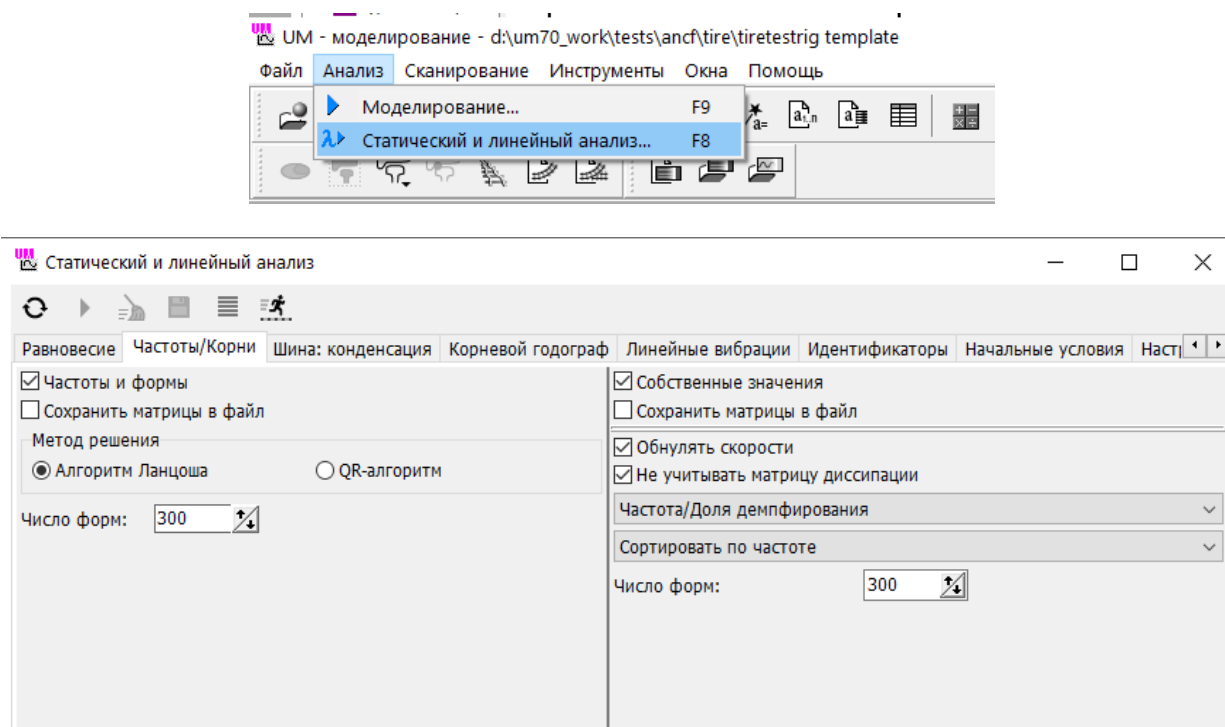 UM - моделирование - d:\um70_work\tests\ancf\tire\tiretestrig template
Файл Анализ Сканирование Инструменты Окна Помощь
Моделирование... F9
Статический и линейный анализ... F8
Статический и линейный анализ
Равновесие Частоты/Корни Шина: конденсация Корневой годограф Линейные вибрации Идентификаторы Начальные условия
Частоты и формы
Сохранить матрицы в файл
Метод решения
Алгоритм Ланцоша QR-алгоритм
Число форм: 300
Собственные значения
Сохранить матрицы в файл
Обнулять скорости
Не учитывать матрицу диссипации
Частота/Доля демпфирования
Сортировать по частоте
Число форм: 300